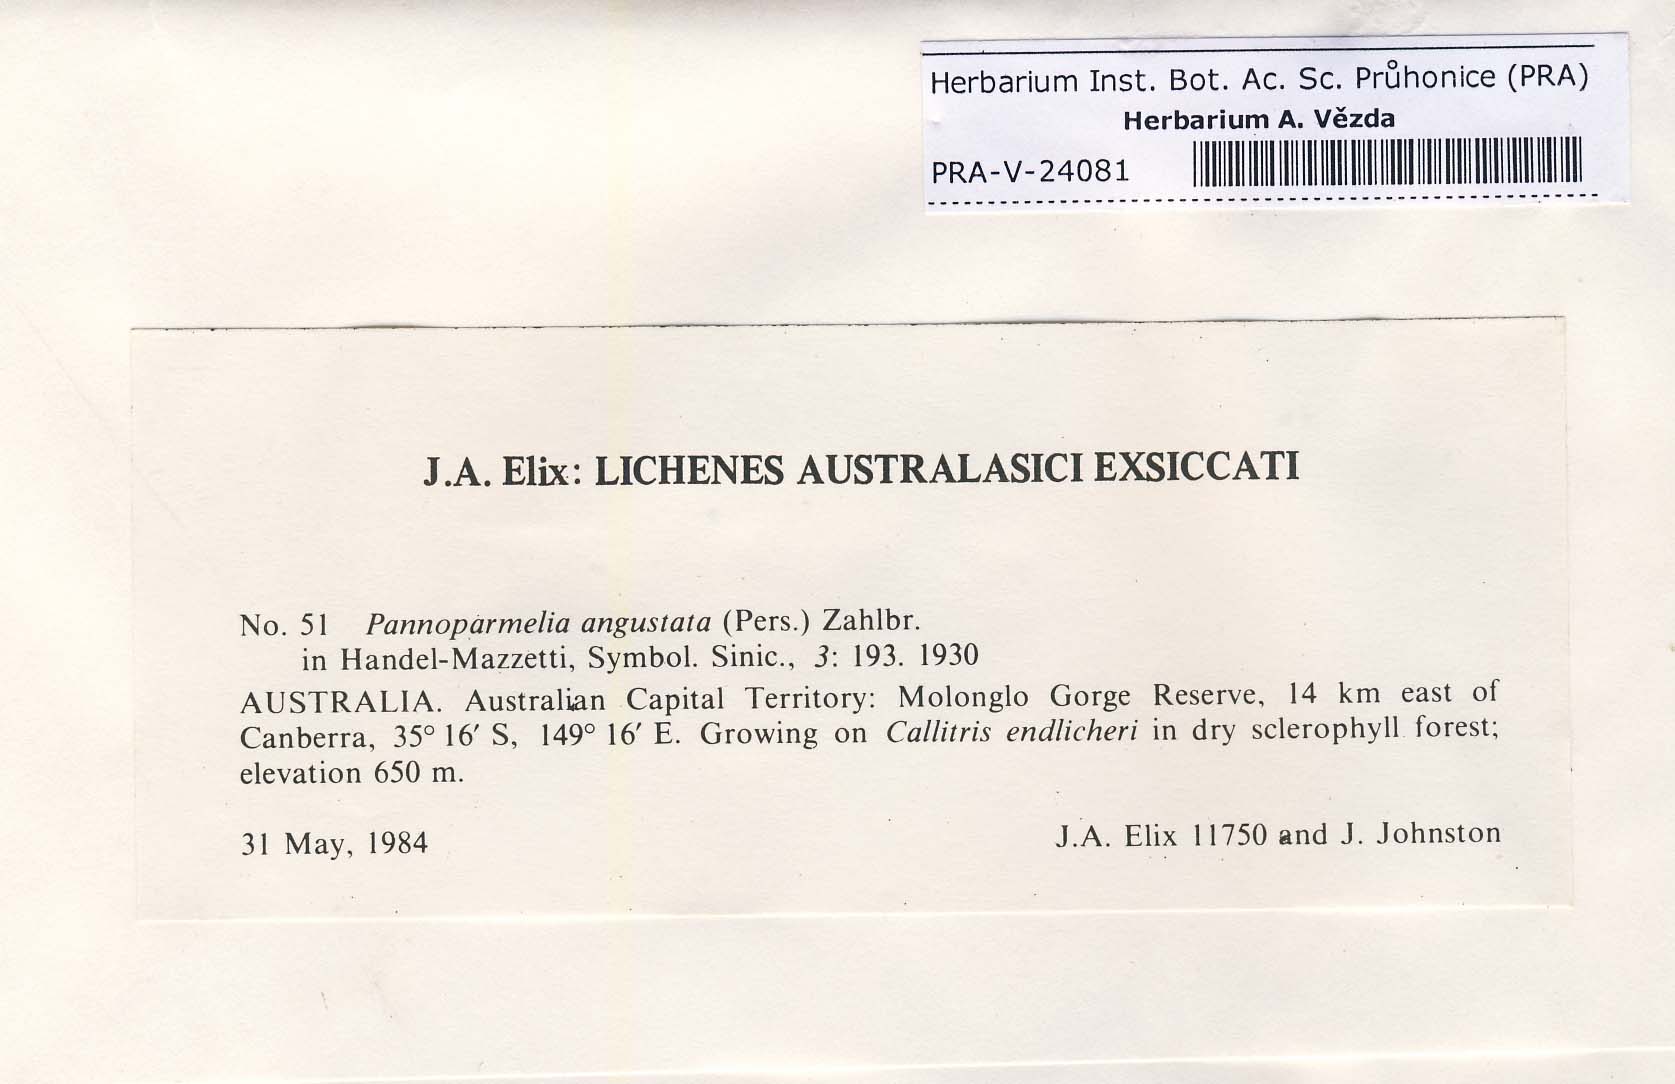 Herbarium Inst. Bot. Ac. Sc. Průhonice (PRA)
Herbarium A. Vězda
PRA-V-24081
J.A. Elix: LICHENES AUSTRALASICI EXSICCATI
No. 51 Pannoparmelia angustata (Pers.) Zahlbr.
in Handel-Mazzetti, Symbol. Sinic., 3: 193. 1930
AUSTRALIA. Australian Capital Territory: Molonglo Gorge Reserve, 14 km east of
Canberra, 35° 16′ S, 149° 16′ E. Growing on Callitris endlicheri in dry sclerophyll forest;
elevation 650 m.
31 May, 1984
J.A. Elix 11750 and J. Johnston